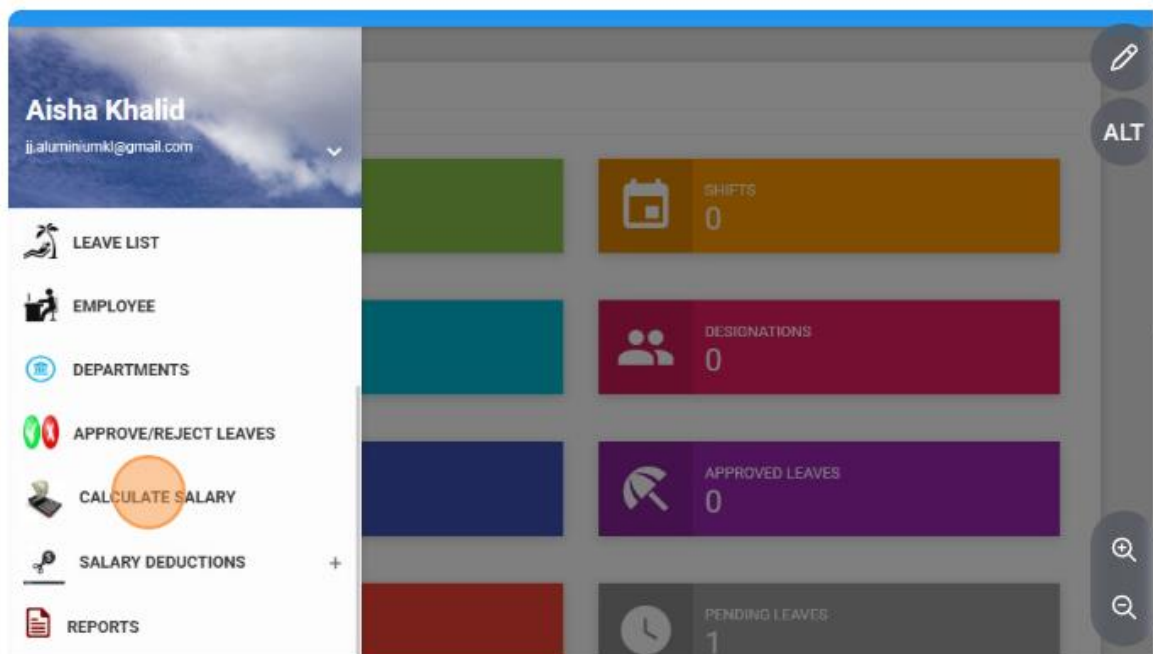 Aisha Khalid
jj.aluminiumkl@gmail.com
LEAVE LIST
EMPLOYEE
DEPARTMENTS
APPROVE/REJECT LEAVES
CALCULATE SALARY
SALARY DEDUCTIONS +
REPORTS
SHIFTS
0
DESIGNATIONS
0
APPROVED LEAVES
0
PENDING LEAVES
1
ALT